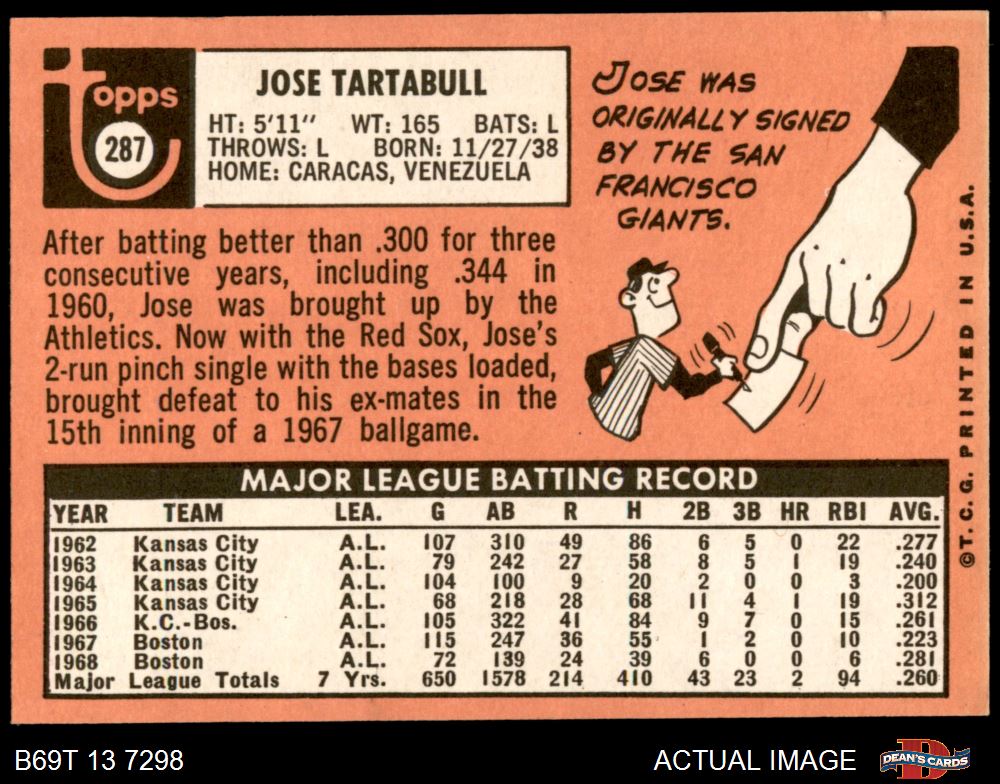 topps
287
JOSE TARTABULL
HT: 5'11" WT: 165 BATS: L
THROWS: L BORN: 11/27/38
HOME: CARACAS, VENEZUELA
After batting better than .300 for three
consecutive years, including .344 in
1960, Jose was brought up by the
Athletics. Now with the Red Sox, Jose's
2-run pinch single with the bases loaded,
brought defeat to his ex-mates in the
15th inning of a 1967 ballgame.
JOSE WAS
ORIGINALLY SIGNED
BY THE SAN
FRANCISCO
GIANTS.
©T.C.G. PRINTED IN U.S.A.
MAJOR LEAGUE BATTING RECORD
YEAR TEAM LEA. G AB R H 2B 3B HR RBI AVG.
1962 Kansas City A.L. 107 310 49 86 6 5 0 22 .277
1963 Kansas City A.L. 79 242 27 58 8 5 1 19 .240
1964 Kansas City A.L. 104 100 9 20 2 0 0 3 .200
1965 Kansas City A.L. 68 218 28 68 11 4 1 19 .312
1966 K.C.-Bos. A.L. 105 322 41 84 9 7 0 15 .261
1967 Boston A.L. 115 247 36 55 1 2 0 10 .223
1968 Boston A.L. 72 139 24 39 6 0 0 6 .281
Major League Totals 7 Yrs. 650 1578 214 410 43 23 2 94 .260
B69T 13 7298
ACTUAL IMAGE
D
DEAN'S CARDS